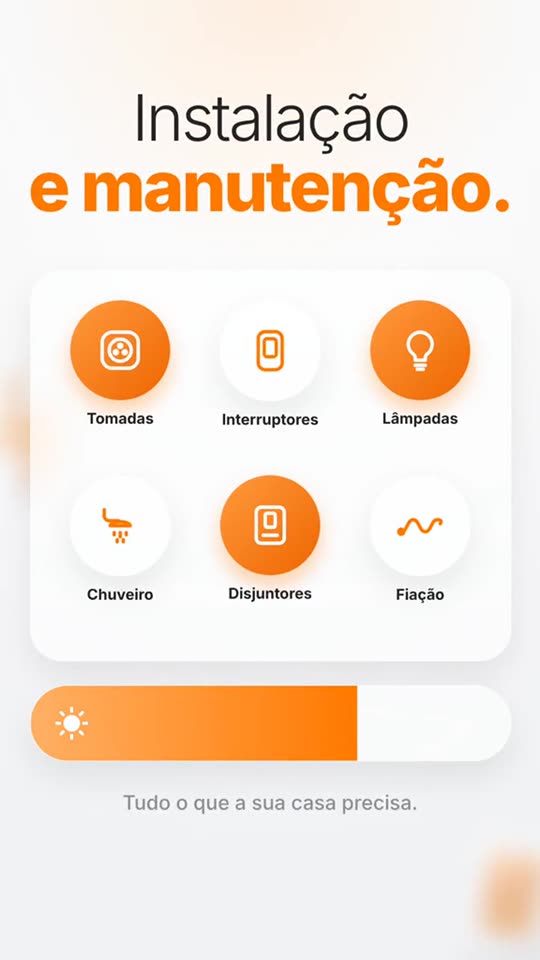 Instalação
e manutenção.
Tomadas
Interruptores
Lâmpadas
Chuveiro
Disjuntores
Fiação
Tudo o que a sua casa precisa.